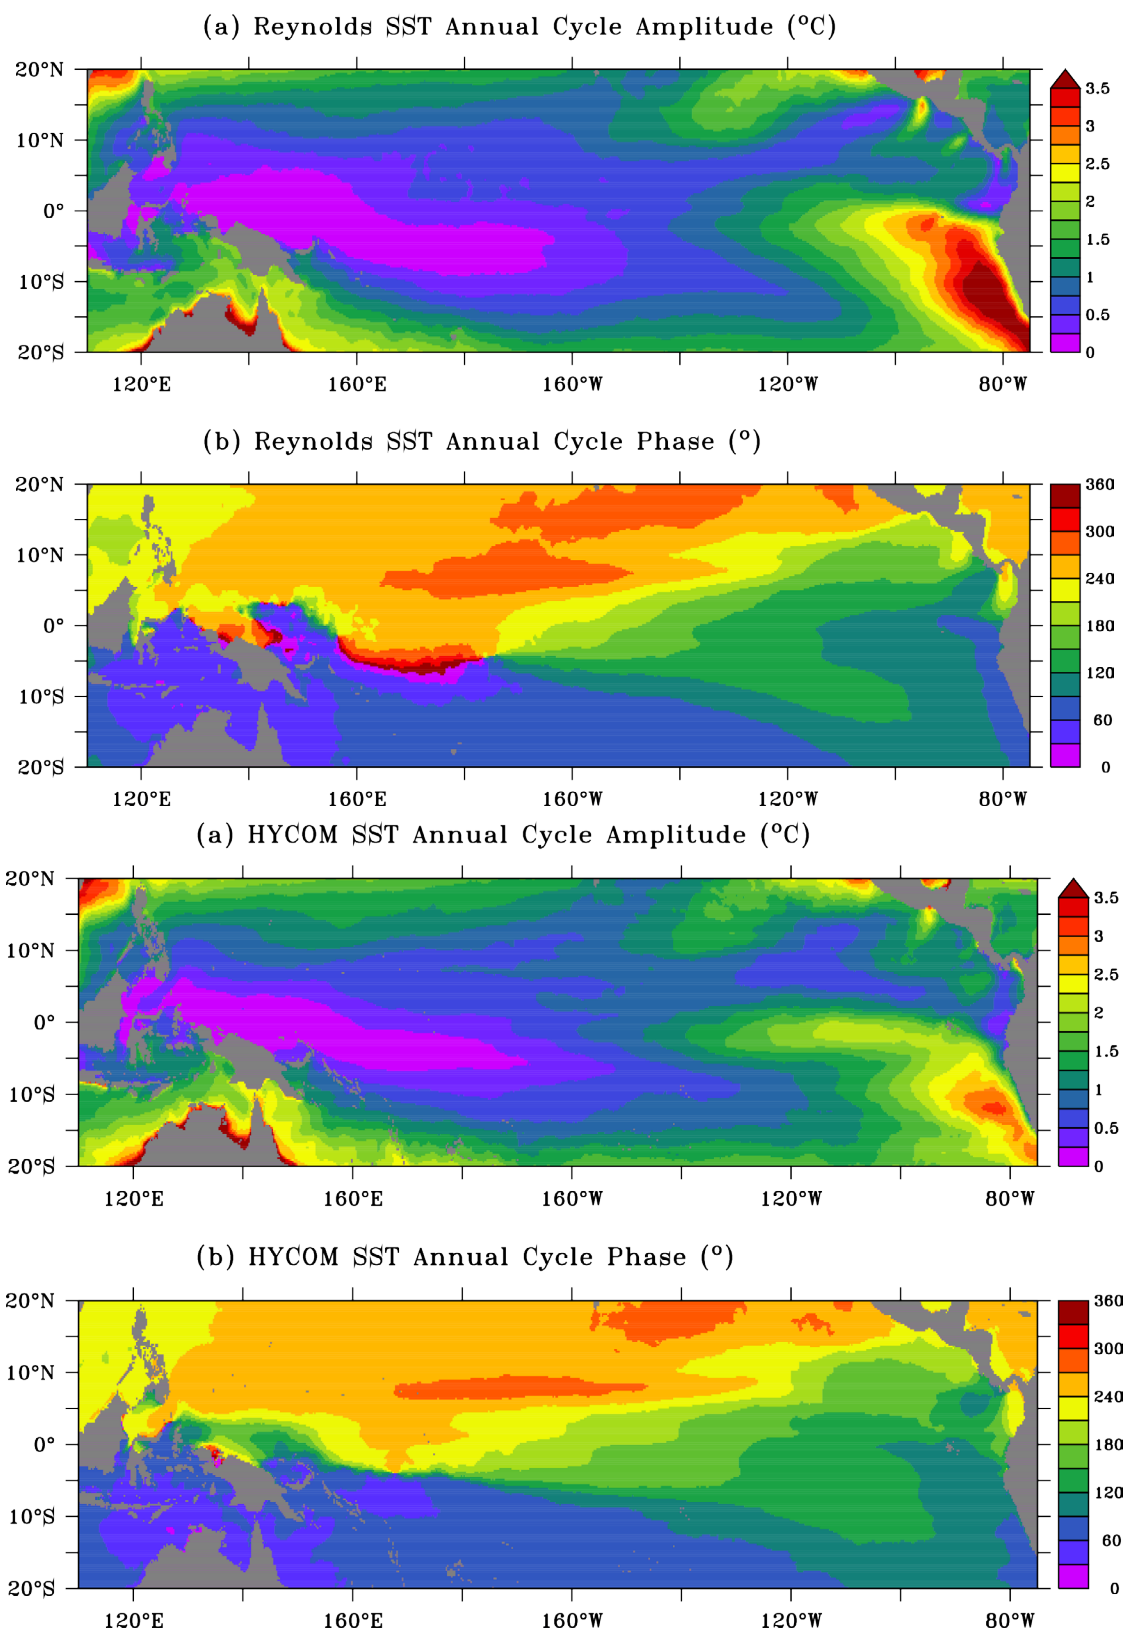 (a) Reynolds SST Annual Cycle Amplitude (°C)
20°N
10°N
0°
10°S
20°S
120°E 160°E 160°W 120°W 80°W
3.5
3
2.5
2
1.5
1
0.5
0
(b) Reynolds SST Annual Cycle Phase (°)
20°N
10°N
0°
10°S
20°S
120°E 160°E 160°W 120°W 80°W
360
300
240
180
120
60
0
(a) HYCOM SST Annual Cycle Amplitude (°C)
20°N
10°N
0°
10°S
20°S
120°E 160°E 160°W 120°W 80°W
3.5
3
2.5
2
1.5
1
0.5
0
(b) HYCOM SST Annual Cycle Phase (°)
20°N
10°N
0°
10°S
20°S
120°E 160°E 160°W 120°W 80°W
360
300
240
180
120
60
0